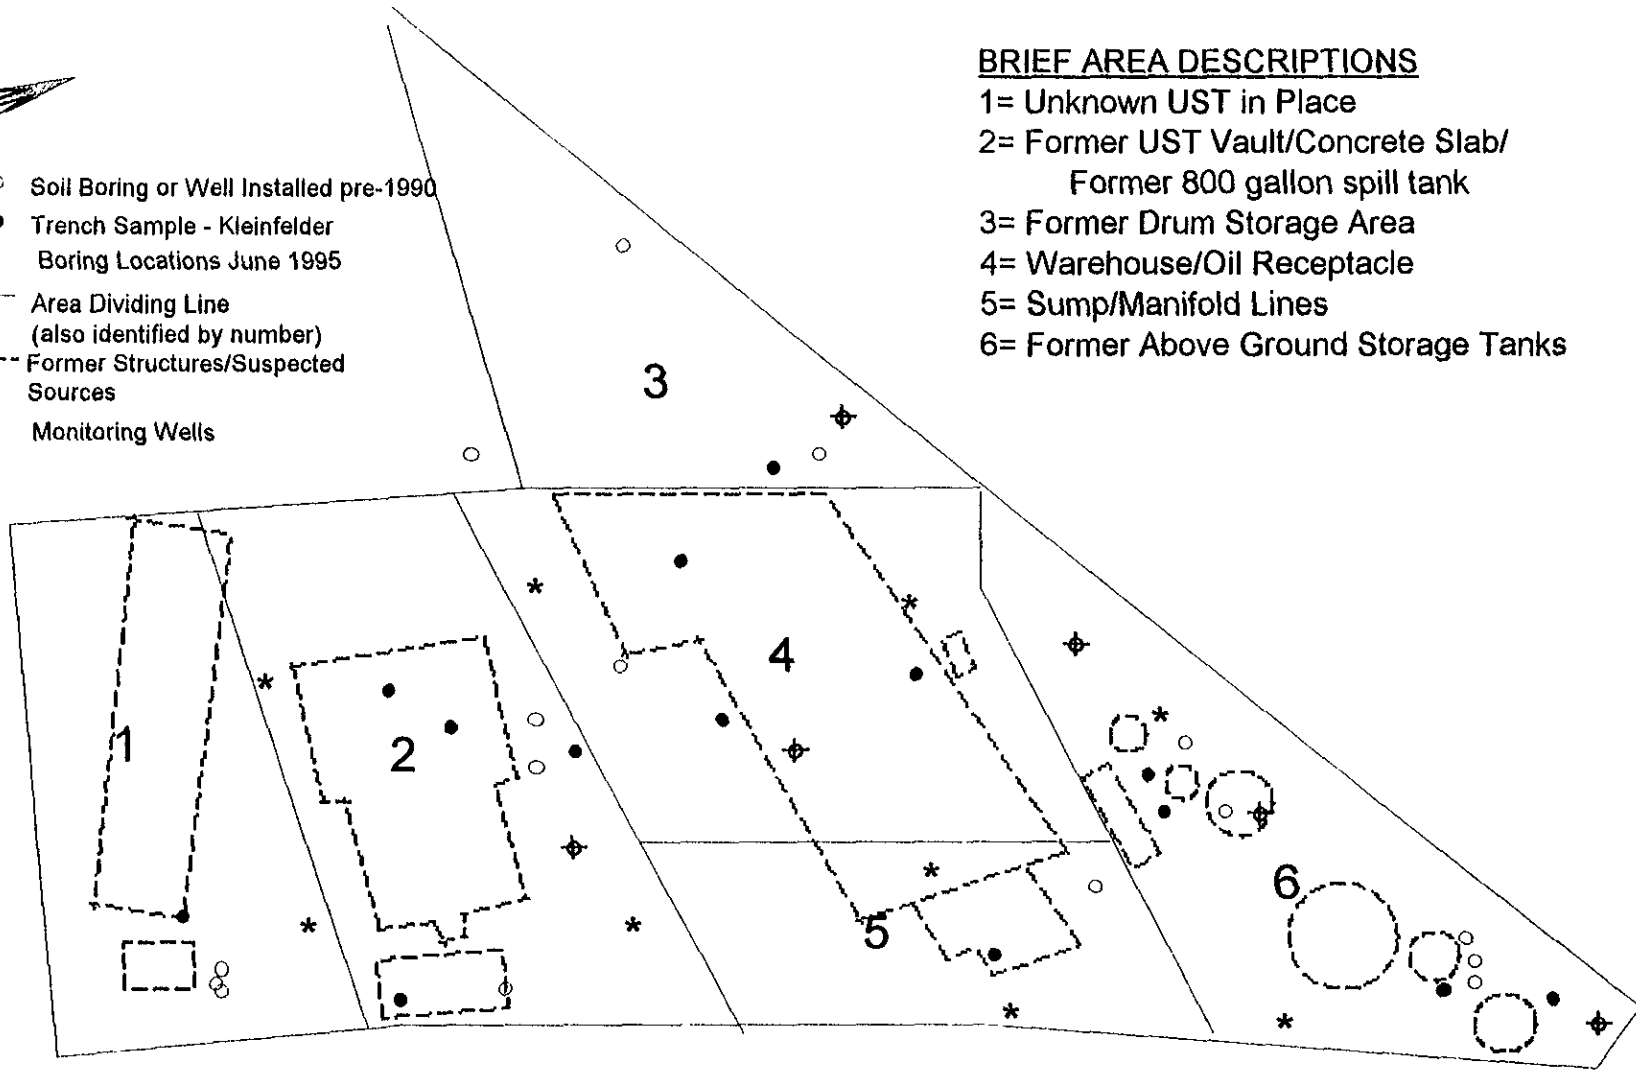 BRIEF AREA DESCRIPTIONS
1= Unknown UST in Place
2= Former UST Vault/Concrete Slab/
Former 800 gallon spill tank
3= Former Drum Storage Area
4= Warehouse/Oil Receptacle
5= Sump/Manifold Lines
6= Former Above Ground Storage Tanks
Soil Boring or Well Installed pre-1990
Trench Sample - Kleinfelder
Boring Locations June 1995
Area Dividing Line
(also identified by number)
Former Structures/Suspected
Sources
Monitoring Wells
3
4
1
2
6
5